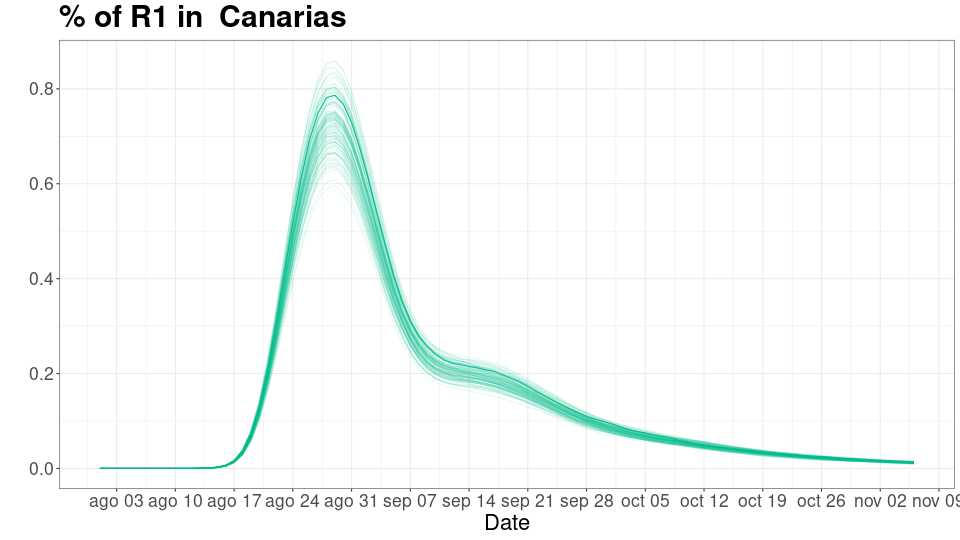 % of R1 in  Canarias
0.8
0.6
0.4
0.2
0.0
ago 03 ago 10 ago 17 ago 24 ago 31 sep 07 sep 14 sep 21 sep 28 oct 05 oct 12 oct 19 oct 26 nov 02 nov 09
Date